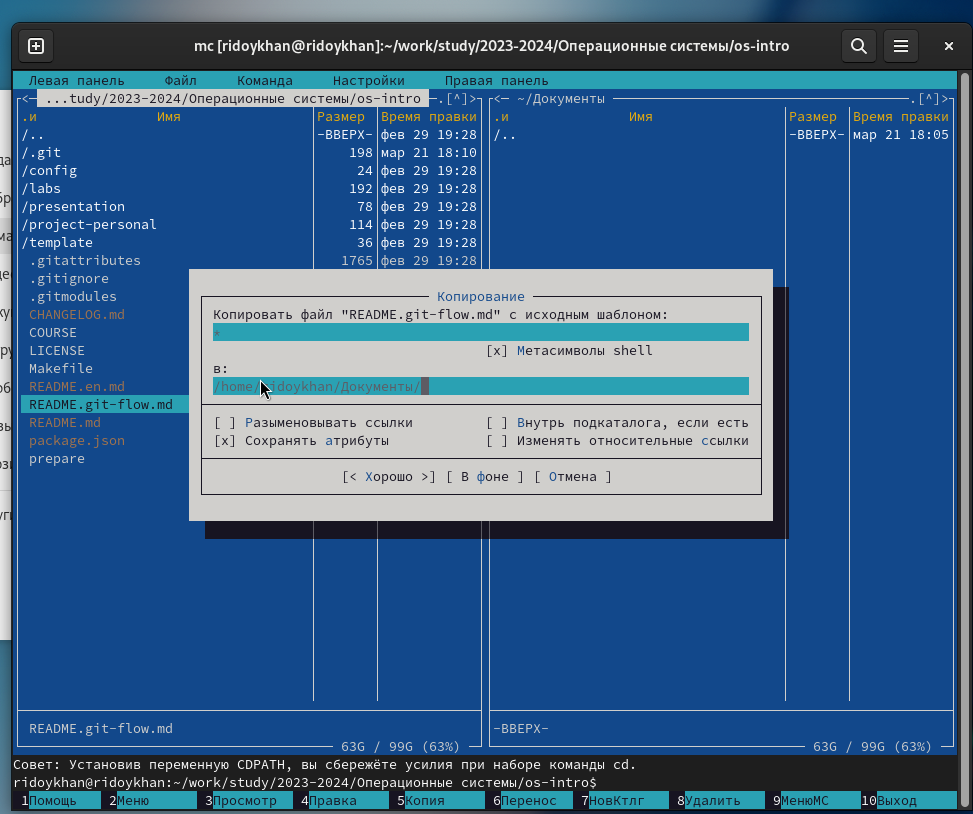 mc [ridoykhan@ridoykhan]:~/work/study/2023-2024/Операционные системы/os-intro
Левая панель Файл Команда Настройки Правая панель
<— ...tudy/2023-2024/Операционные системы/os-intro —.[^]>
.и Имя Размер Время правки
/.. -ВВЕРХ- фев 29 19:28
/.git 198 мар 21 18:10
/config 24 фев 29 19:28
/labs 192 фев 29 19:28
/presentation 78 фев 29 19:28
/project-personal 114 фев 29 19:28
/template 36 фев 29 19:28
.gitattributes 1765 фев 29 19:28
.gitignore
.gitmodules
CHANGELOG.md
COURSE
LICENSE
Makefile
README.en.md
README.git-flow.md
README.md
package.json
prepare
README.git-flow.md
63G / 99G (63%)
<— ~/Документы —.[^]>
.и Имя Размер Время правки
/.. -ВВЕРХ- мар 21 18:05
-ВВЕРХ-
63G / 99G (63%)
Копирование
Копировать файл "README.git-flow.md" с исходным шаблоном:
*
[x] Метасимволы shell
в:
/home/ridoykhan/Документы/
[ ] Разыменовывать ссылки [ ] Внутрь подкаталога, если есть
[x] Сохранять атрибуты [ ] Изменять относительные ссылки
[< Хорошо >] [ В фоне ] [ Отмена ]
Совет: Установив переменную CDPATH, вы сбережёте усилия при наборе команды cd.
ridoykhan@ridoykhan:~/work/study/2023-2024/Операционные системы/os-intro$
1Помощь 2Меню 3Просмотр 4Правка 5Копия 6Перенос 7НовКтлг 8Удалить 9МенюМС 10Выход